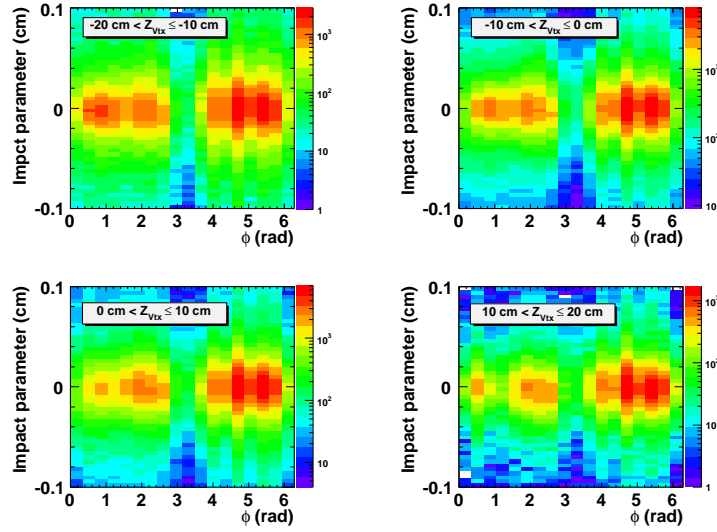 0.1
-20 cm < Z_Vtx ≤ -10 cm
10³
Impct parameter (cm)
0
10²
10
-0.1
1
0 1 2 3 4 5 6
ϕ (rad)
0.1
-10 cm < Z_Vtx ≤ 0 cm
Impact parameter (cm)
0
10
-0.1
0 1 2 3 4 5 6
ϕ (rad)
0.1
0 cm < Z_Vtx ≤ 10 cm
10³
Impact parameter (cm)
0
10²
10
-0.1
0 1 2 3 4 5 6
ϕ (rad)
0.1
10 cm < Z_Vtx ≤ 20 cm
Impact parameter (cm)
0
10
-0.1
1
0 1 2 3 4 5 6
ϕ (rad)